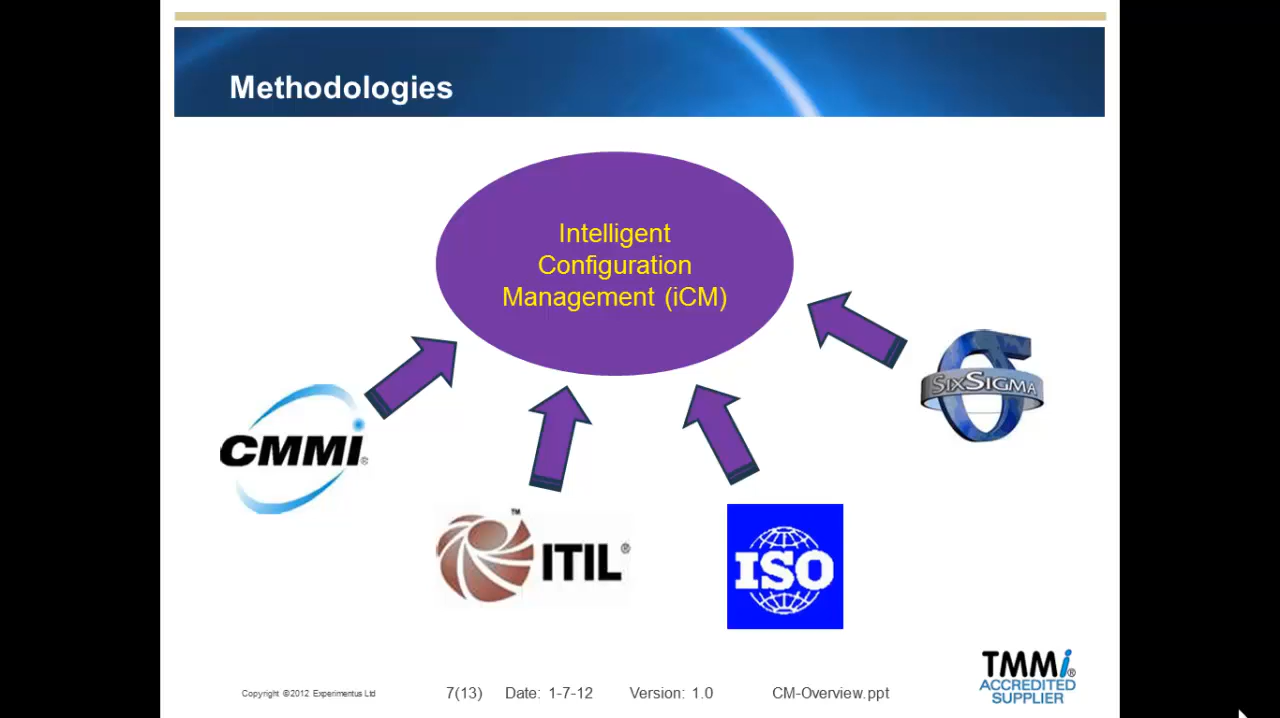 Methodologies
Intelligent
Configuration
Management (iCM)
SIXSIGMA
CMMI®
™
ITIL®
ISO
TMMi®
ACCREDITED
SUPPLIER
Copyright ©2012 Experimentus Ltd
7(13)
Date: 1-7-12
Version: 1.0
CM-Overview.ppt